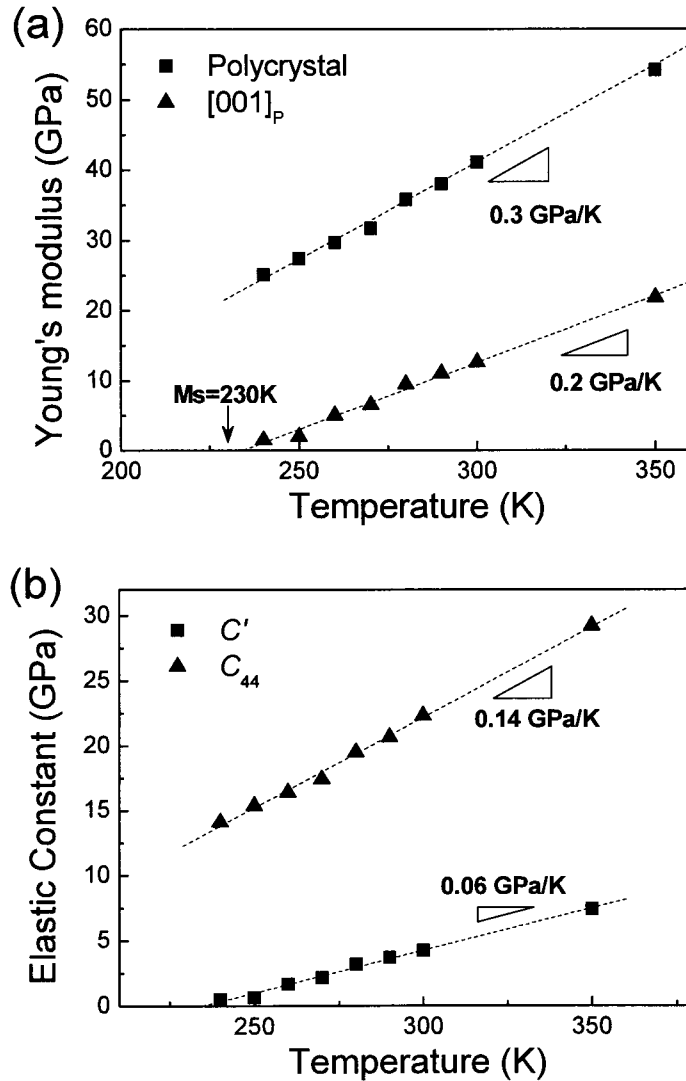 (a)
60
50
40
30
20
10
0
Young's modulus (GPa)
Polycrystal
[001]P
0.3 GPa/K
0.2 GPa/K
Ms=230K
200 250 300 350
Temperature (K)
(b)
30
25
20
15
10
5
0
Elastic Constant (GPa)
C'
C44
0.14 GPa/K
0.06 GPa/K
250 300 350
Temperature (K)